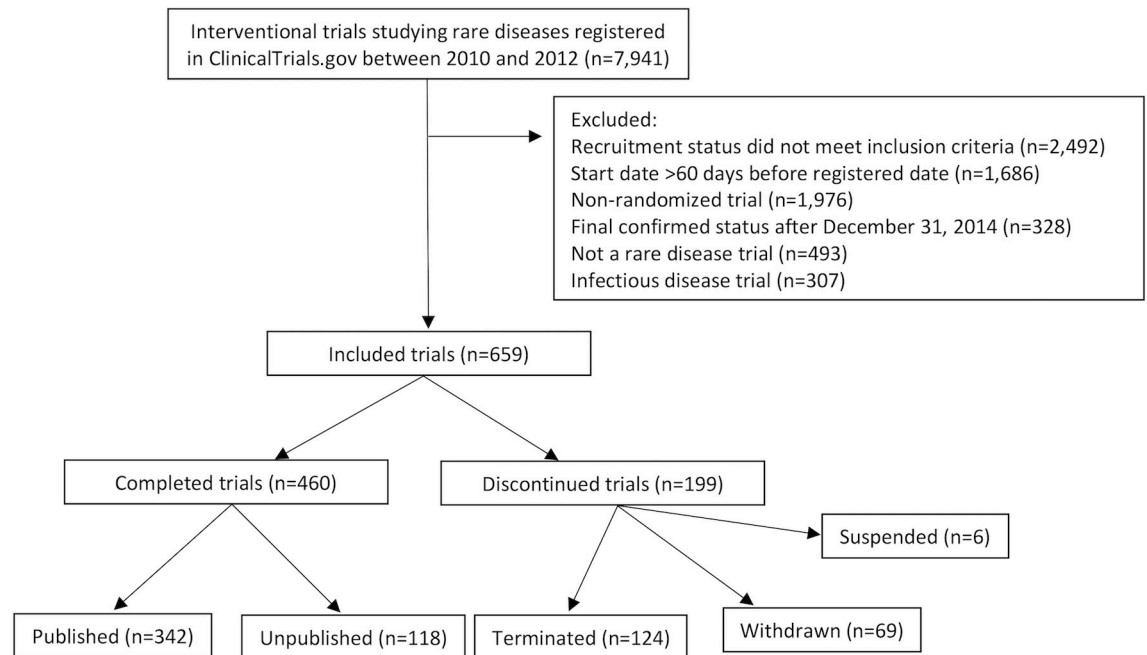 Interventional trials studying rare diseases registered
in ClinicalTrials.gov between 2010 and 2012 (n=7,941)
Excluded:
Recruitment status did not meet inclusion criteria (n=2,492)
Start date >60 days before registered date (n=1,686)
Non-randomized trial (n=1,976)
Final confirmed status after December 31, 2014 (n=328)
Not a rare disease trial (n=493)
Infectious disease trial (n=307)
Included trials (n=659)
Completed trials (n=460)
Discontinued trials (n=199)
Suspended (n=6)
Published (n=342)
Unpublished (n=118)
Terminated (n=124)
Withdrawn (n=69)